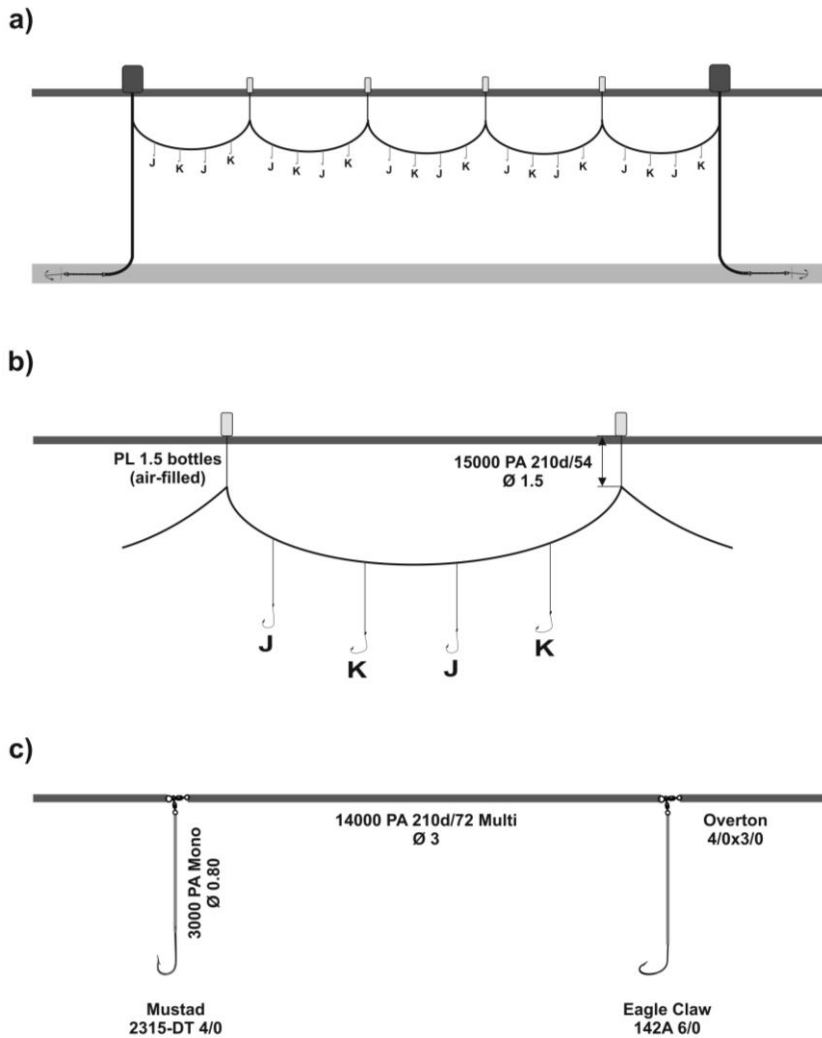 a)
J K J K J K J K J K J K J K J K J K J K
b)
PL 1.5 bottles
(air-filled)
15000 PA 210d/54
Ø 1.5
J K J K
c)
14000 PA 210d/72 Multi
Ø 3
Overton
4/0x3/0
3000 PA Mono
Ø 0.80
Mustad
2315-DT 4/0
Eagle Claw
142A 6/0